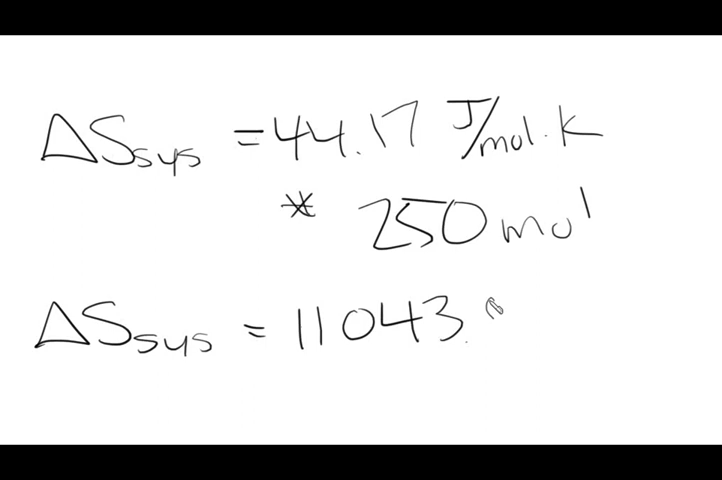 ΔSsys = 44.17 J/mol·K
* 250 mol
ΔSsys = 11043.